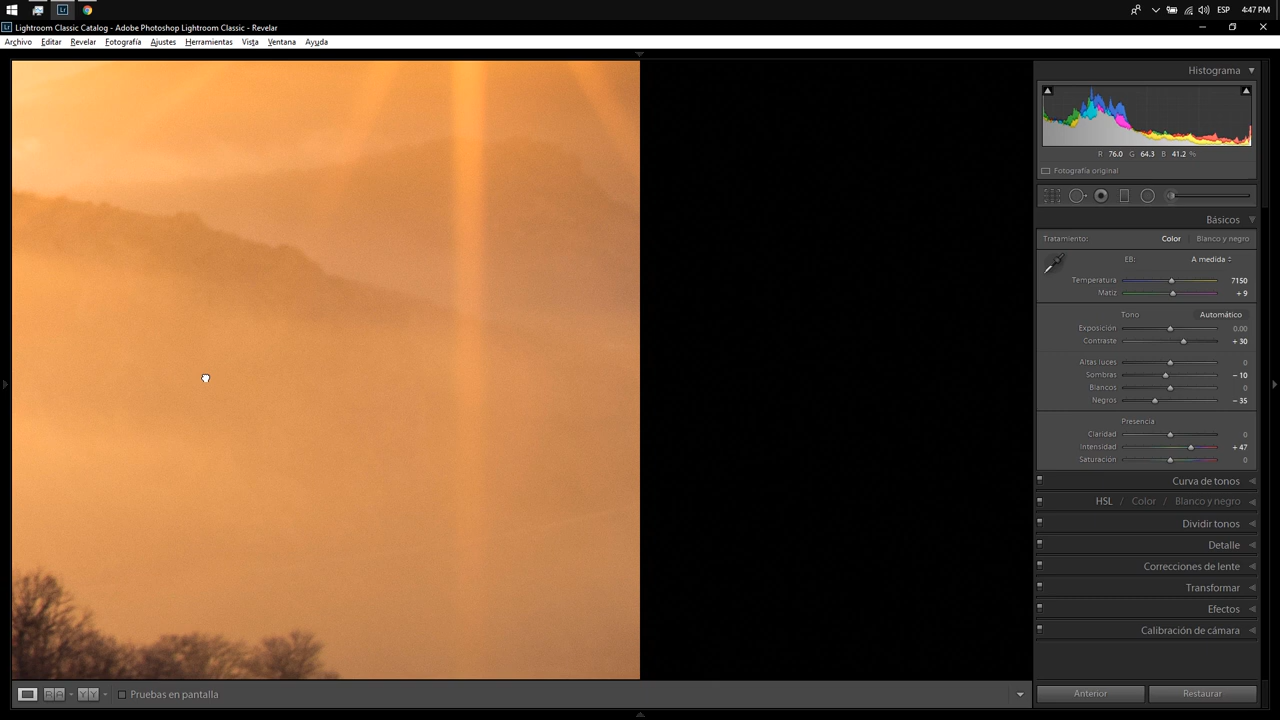 ESP 4:47 PM
Lr Lightroom Classic Catalog - Adobe Photoshop Lightroom Classic - Revelar
Archivo Editar Revelar Fotografía Ajustes Herramientas Vista Ventana Ayuda
Histograma
R 76.0 G 64.3 B 41.2 %
Fotografía original
Básicos
Tratamiento: Color Blanco y negro
EB: A medida
Temperatura 7150
Matiz + 9
Tono Automático
Exposición 0.00
Contraste + 30
Altas luces 0
Sombras – 10
Blancos 0
Negros – 35
Presencia
Claridad 0
Intensidad + 47
Saturación 0
Curva de tonos
HSL / Color / Blanco y negro
Dividir tonos
Detalle
Correcciones de lente
Transformar
Efectos
Calibración de cámara
R A Y Y Pruebas en pantalla
Anterior Restaurar